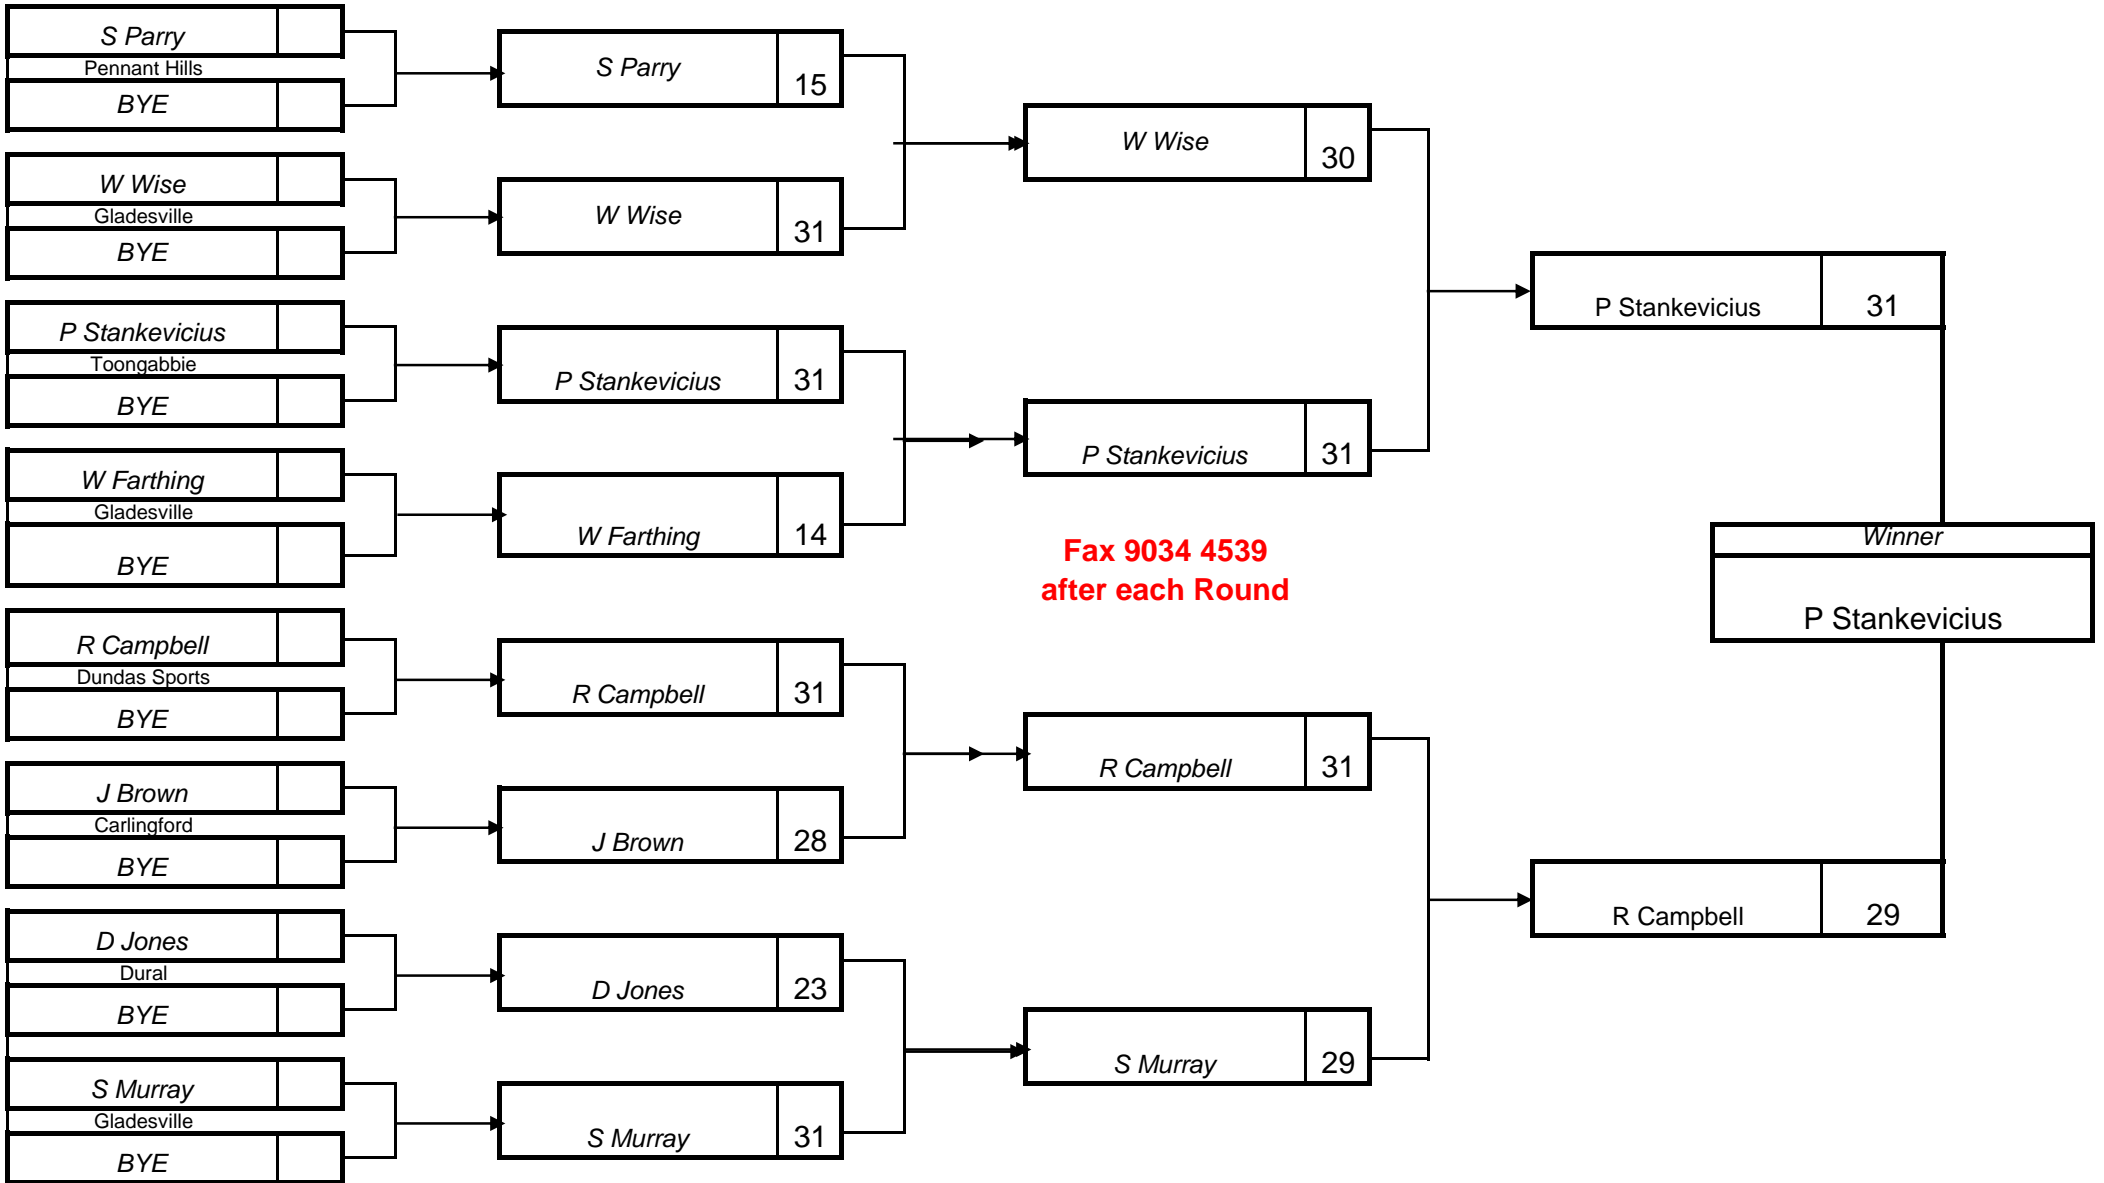 S Parry
Pennant Hills
BYE
W Wise
Gladesville
BYE
P Stankevicius
Toongabbie
BYE
W Farthing
Gladesville
BYE
R Campbell
Dundas Sports
BYE
J Brown
Carlingford
BYE
D Jones
Dural
BYE
S Murray
Gladesville
BYE
S Parry 15
W Wise 31
P Stankevicius 31
W Farthing 14
R Campbell 31
J Brown 28
D Jones 23
S Murray 31
W Wise 30
P Stankevicius 31
Fax 9034 4539
after each Round
R Campbell 31
S Murray 29
P Stankevicius 31
R Campbell 29
Winner
P Stankevicius